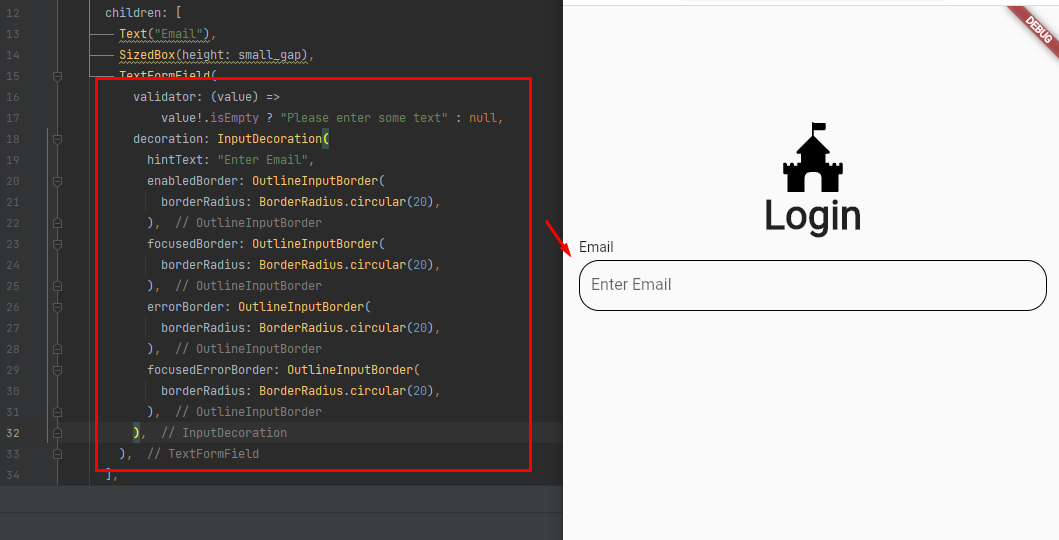 12 children: [
13 Text("Email"),
14 SizedBox(height: small_gap),
15 TextFormField(
16 validator: (value) =>
17 value!.isEmpty ? "Please enter some text" : null,
18 decoration: InputDecoration(
19 hintText: "Enter Email",
20 enabledBorder: OutlineInputBorder(
21 borderRadius: BorderRadius.circular(20),
22 ), // OutlineInputBorder
23 focusedBorder: OutlineInputBorder(
24 borderRadius: BorderRadius.circular(20),
25 ), // OutlineInputBorder
26 errorBorder: OutlineInputBorder(
27 borderRadius: BorderRadius.circular(20),
28 ), // OutlineInputBorder
29 focusedErrorBorder: OutlineInputBorder(
30 borderRadius: BorderRadius.circular(20),
31 ), // OutlineInputBorder
32 ), // InputDecoration
33 ), // TextFormField
34 ],
DEBUG
Login
Email
Enter Email